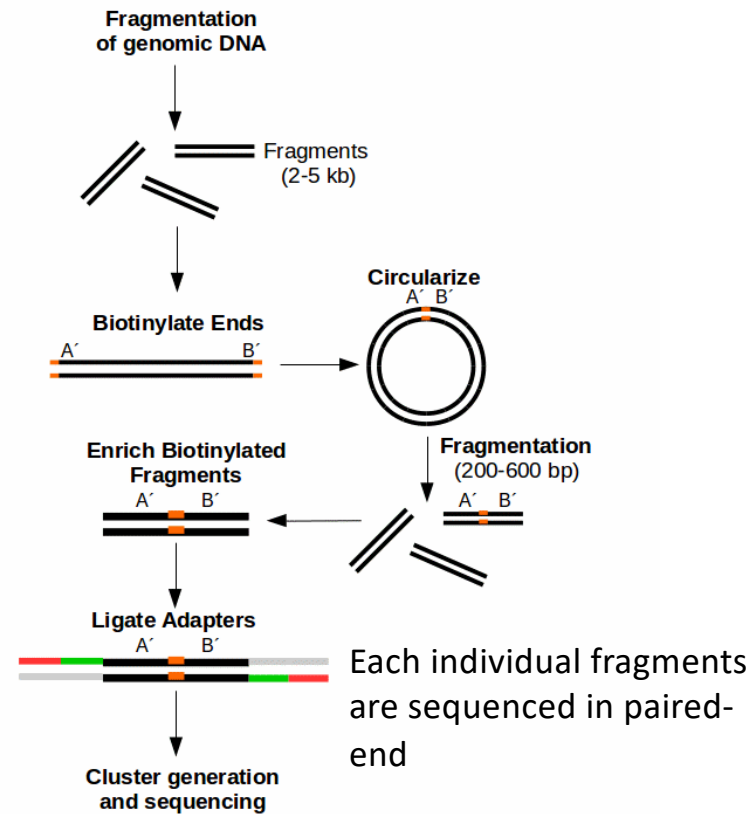 Fragmentation
of genomic DNA
Fragments
(2-5 kb)
Circularize
A´ B´
Biotinylate Ends
A´ B´
Fragmentation
(200-600 bp)
A´ B´
Enrich Biotinylated
Fragments
A´ B´
Ligate Adapters
A´ B´
Each individual fragments
are sequenced in paired-
end
Cluster generation
and sequencing